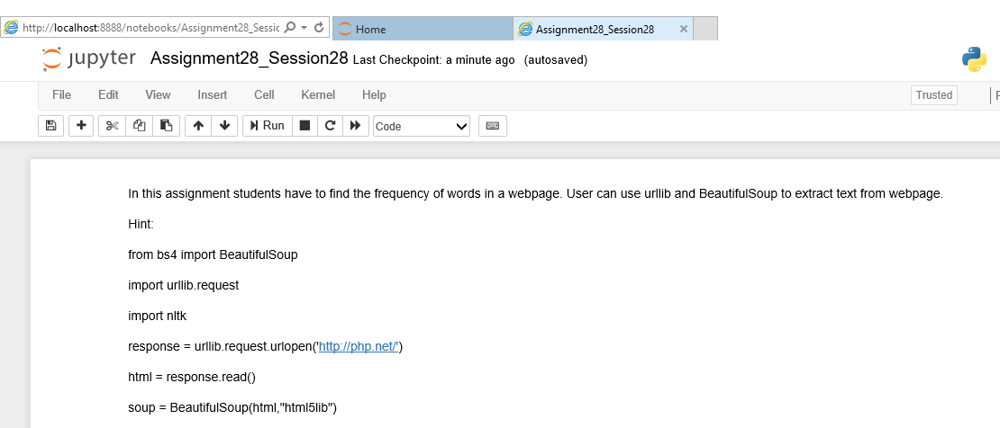 http://localhost:8888/notebooks/Assignment28_Sessic
Home
Assignment28_Session28
jupyter Assignment28_Session28 Last Checkpoint: a minute ago (autosaved)
File Edit View Insert Cell Kernel Help Trusted
Run Code
In this assignment students have to find the frequency of words in a webpage. User can use urllib and BeautifulSoup to extract text from webpage.
Hint:
from bs4 import BeautifulSoup
import urllib.request
import nltk
response = urllib.request.urlopen('http://php.net/')
html = response.read()
soup = BeautifulSoup(html,"html5lib")